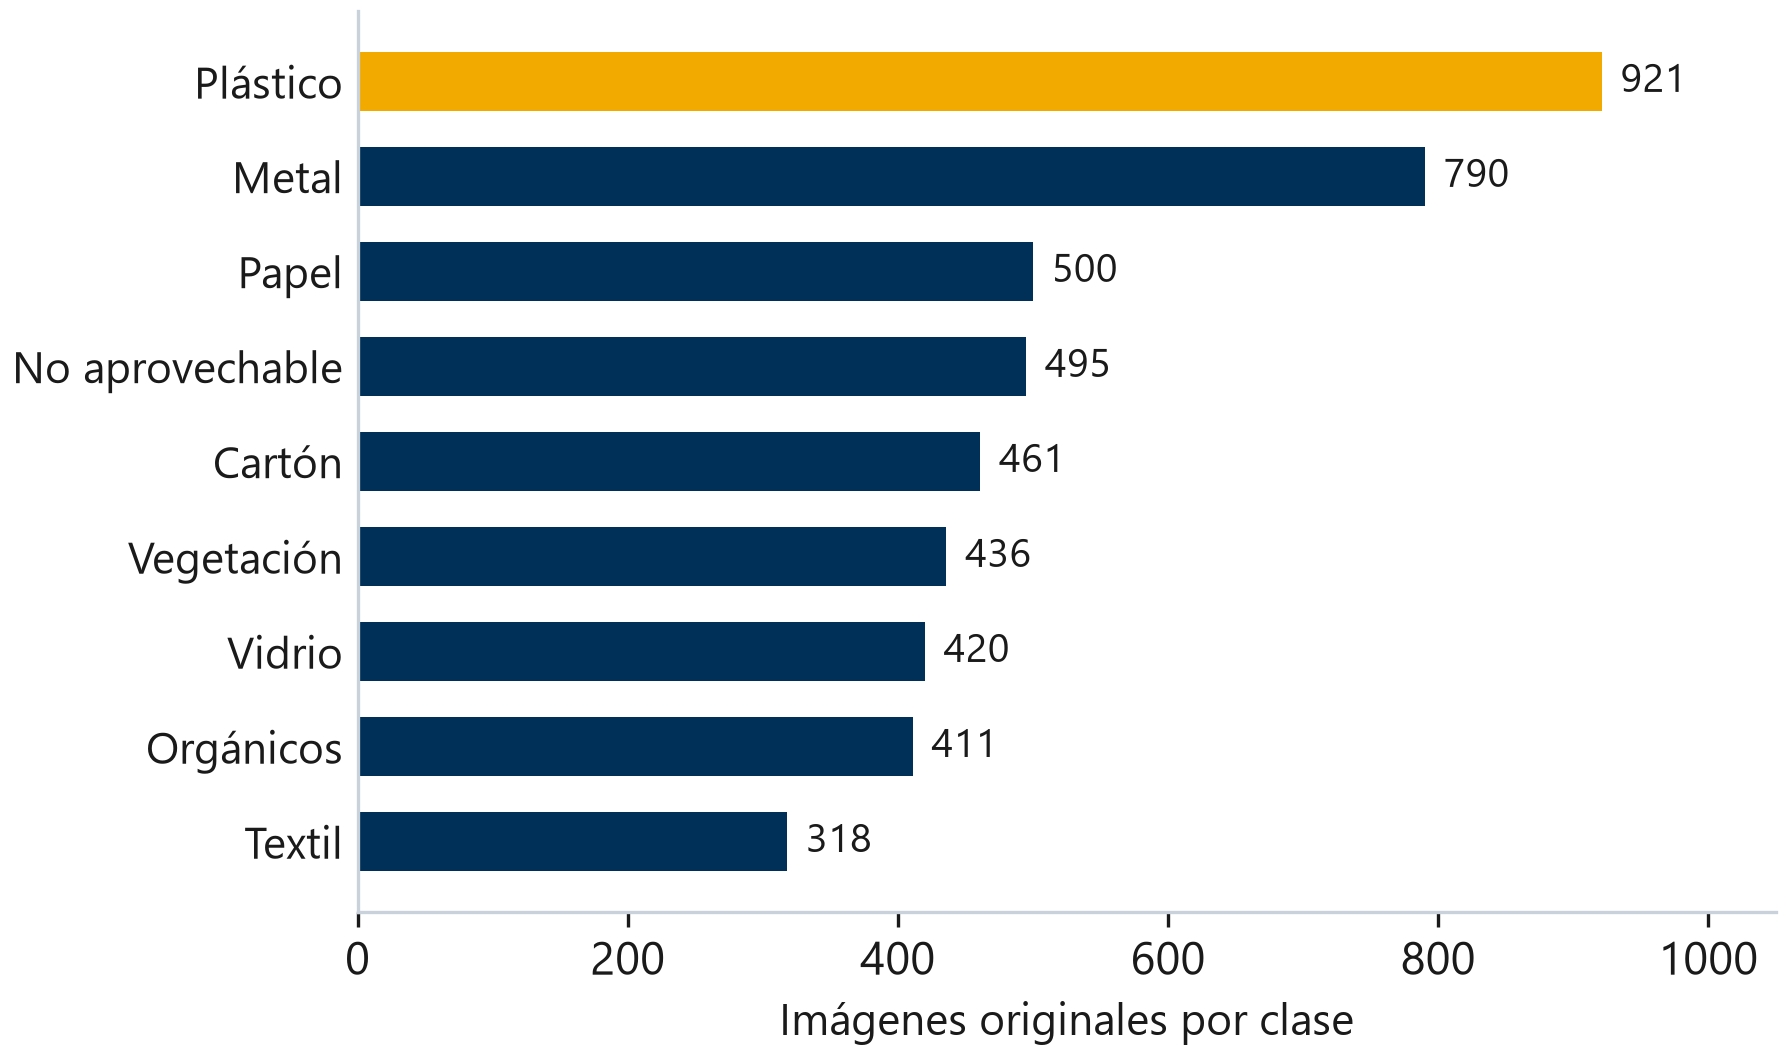 Plástico 921
Metal 790
Papel 500
No aprovechable 495
Cartón 461
Vegetación 436
Vidrio 420
Orgánicos 411
Textil 318
0 200 400 600 800 1000
Imágenes originales por clase